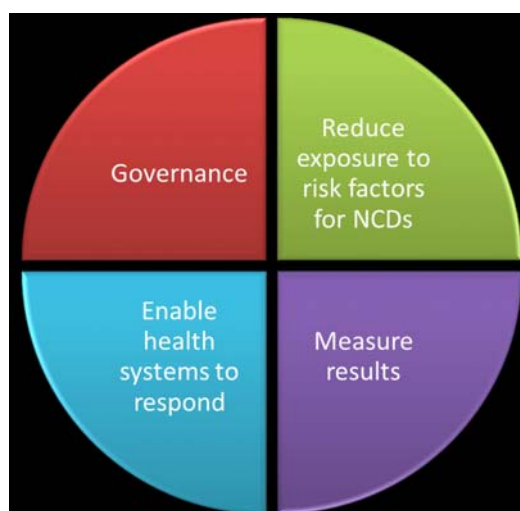 Governance
Reduce
exposure to
risk factors
for NCDs
Enable
health
systems to
respond
Measure
results